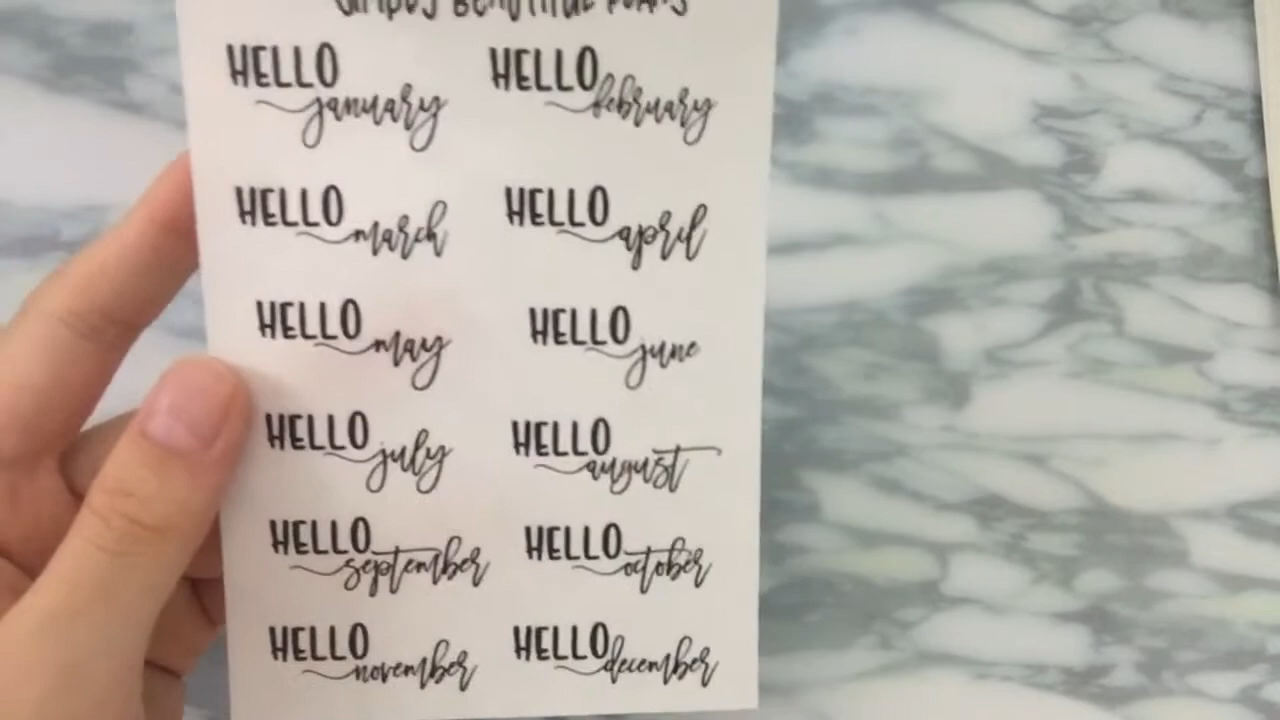 HELLO january
HELLO february
HELLO march
HELLO april
HELLO may
HELLO june
HELLO july
HELLO august
HELLO september
HELLO october
HELLO november
HELLO december